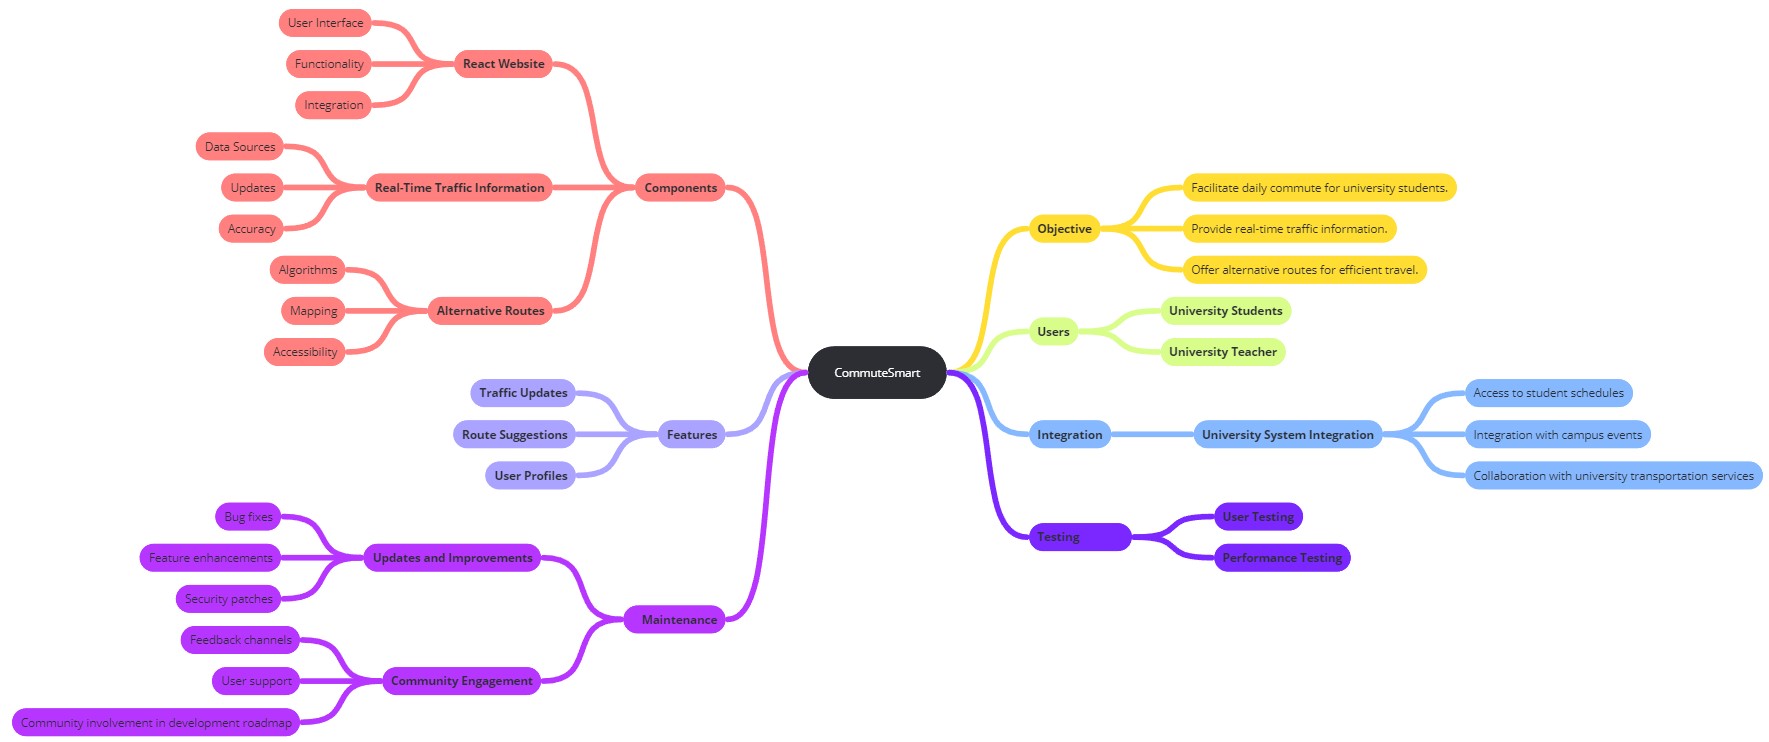 CommuteSmart
Components
React Website
User Interface
Functionality
Integration
Real-Time Traffic Information
Data Sources
Updates
Accuracy
Alternative Routes
Algorithms
Mapping
Accessibility
Features
Traffic Updates
Route Suggestions
User Profiles
Maintenance
Updates and Improvements
Bug fixes
Feature enhancements
Security patches
Community Engagement
Feedback channels
User support
Community involvement in development roadmap
Objective
Facilitate daily commute for university students.
Provide real-time traffic information.
Offer alternative routes for efficient travel.
Users
University Students
University Teacher
Integration
University System Integration
Access to student schedules
Integration with campus events
Collaboration with university transportation services
Testing
User Testing
Performance Testing